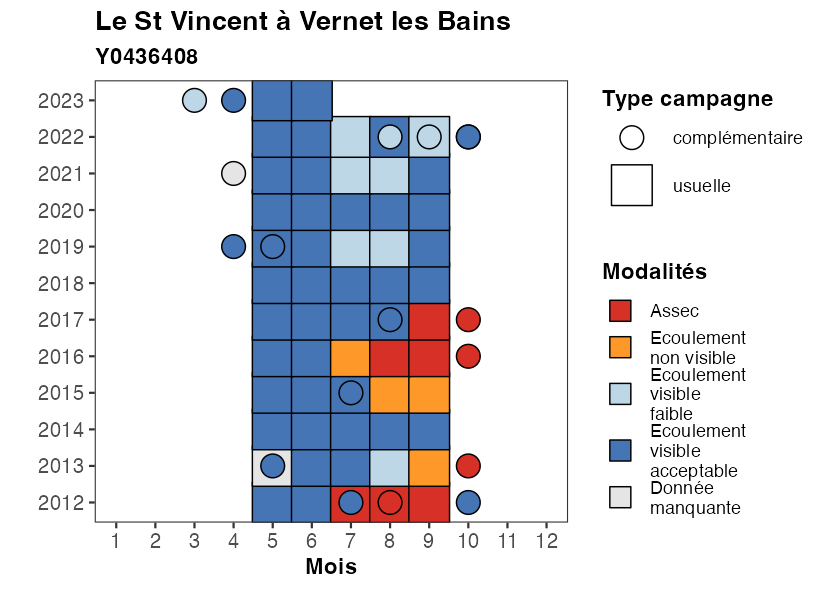 Le St Vincent à Vernet les Bains
Y0436408
2023
2022
2021
2020
2019
2018
2017
2016
2015
2014
2013
2012
1 2 3 4 5 6 7 8 9 10 11 12
Mois
Type campagne
complémentaire
usuelle
Modalités
Assec
Ecoulement
non visible
Ecoulement
visible
faible
Ecoulement
visible
acceptable
Donnée
manquante